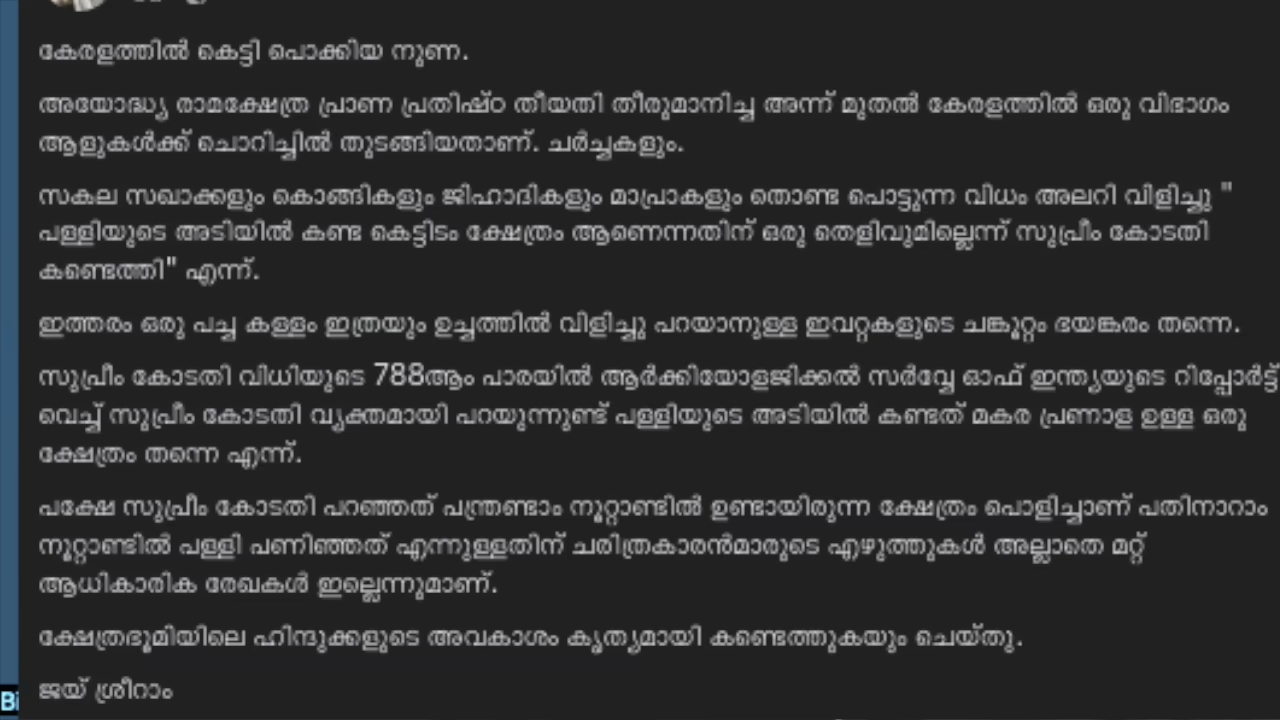 കേരളത്തിൽ കെട്ടി പൊക്കിയ നുണ.
അയോദ്ധ്യ രാമക്ഷേത്ര പ്രാണ പ്രതിഷ്ഠ തീയതി തീരുമാനിച്ച അന്ന് മുതൽ കേരളത്തിൽ ഒരു വിഭാഗം
ആളുകൾക്ക് ചൊറിച്ചിൽ തുടങ്ങിയതാണ്. ചർച്ചകളും.
സകല സഖാക്കളും കൊങ്ങികളും ജിഹാദികളും മാപ്രാകളും തൊണ്ട പൊട്ടുന്ന വിധം അലറി വിളിച്ചു "
പള്ളിയുടെ അടിയിൽ കണ്ട കെട്ടിടം ക്ഷേത്രം ആണെന്നതിന് ഒരു തെളിവുമില്ലെന്ന് സുപ്രീം കോടതി
കണ്ടെത്തി" എന്ന്.
ഇത്തരം ഒരു പച്ച കള്ളം ഇത്രയും ഉച്ചത്തിൽ വിളിച്ചു പറയാനുള്ള ഇവറ്റകളുടെ ചങ്കൂറ്റം ഭയങ്കരം തന്നെ.
സുപ്രീം കോടതി വിധിയുടെ 788ആം പാരയിൽ ആർക്കിയോളജിക്കൽ സർവ്വേ ഓഫ് ഇന്ത്യയുടെ റിപ്പോർട്ട്
വെച്ച് സുപ്രീം കോടതി വ്യക്തമായി പറയുന്നുണ്ട് പള്ളിയുടെ അടിയിൽ കണ്ടത് മകര പ്രണാള ഉള്ള ഒരു
ക്ഷേത്രം തന്നെ എന്ന്.
പക്ഷേ സുപ്രീം കോടതി പറഞ്ഞത് പന്ത്രണ്ടാം നൂറ്റാണ്ടിൽ ഉണ്ടായിരുന്ന ക്ഷേത്രം പൊളിച്ചാണ് പതിനാറാം
നൂറ്റാണ്ടിൽ പള്ളി പണിഞ്ഞത് എന്നുള്ളതിന് ചരിത്രകാരൻമാരുടെ എഴുത്തുകൾ അല്ലാതെ മറ്റ്
ആധികാരിക രേഖകൾ ഇല്ലെന്നുമാണ്.
ക്ഷേത്രഭൂമിയിലെ ഹിന്ദുക്കളുടെ അവകാശം കൃത്യമായി കണ്ടെത്തുകയും ചെയ്തു.
ജയ് ശ്രീറാം
Bi